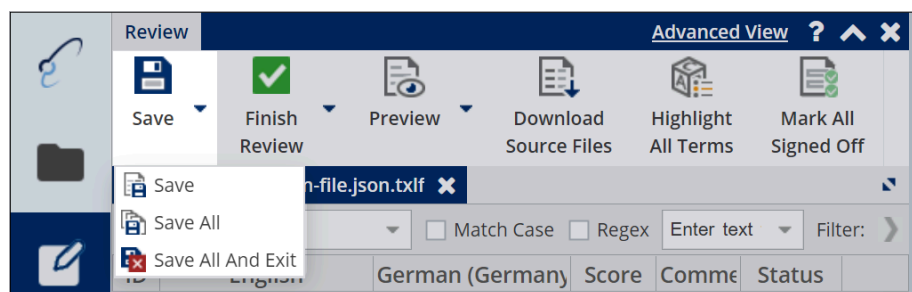 Review
Advanced View ?
Save
Finish Review
Preview
Download Source Files
Highlight All Terms
Mark All Signed Off
Save
n-file.json.txlf
Save All
Match Case
Regex
Enter text
Filter:
Save All And Exit
ID
English
German (Germany
Score
Comme
Status